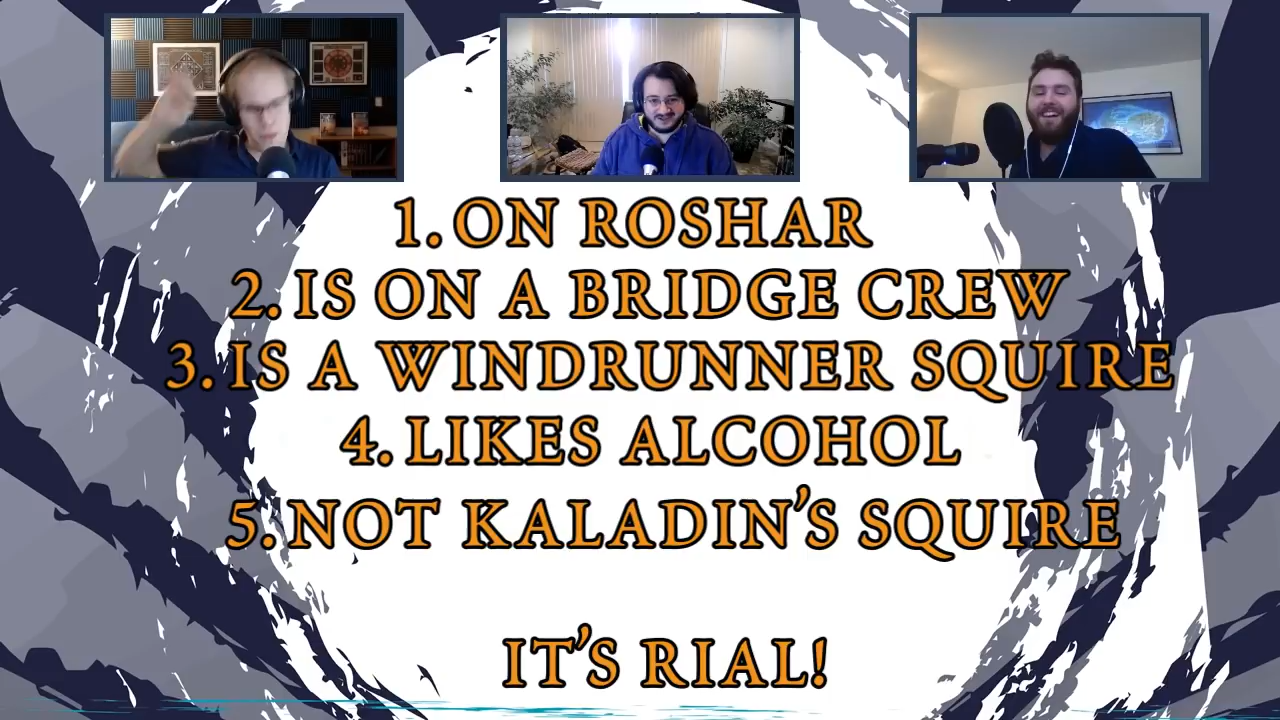 1. ON ROSHAR
2. IS ON A BRIDGE CREW
3. IS A WINDRUNNER SQUIRE
4. LIKES ALCOHOL
5. NOT KALADIN'S SQUIRE
IT'S RIAL!